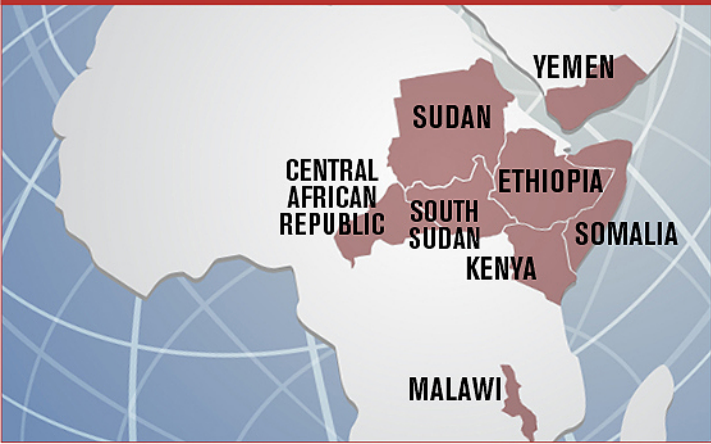 YEMEN
SUDAN
CENTRAL
AFRICAN
REPUBLIC
ETHIOPIA
SOUTH
SUDAN
SOMALIA
KENYA
MALAWI